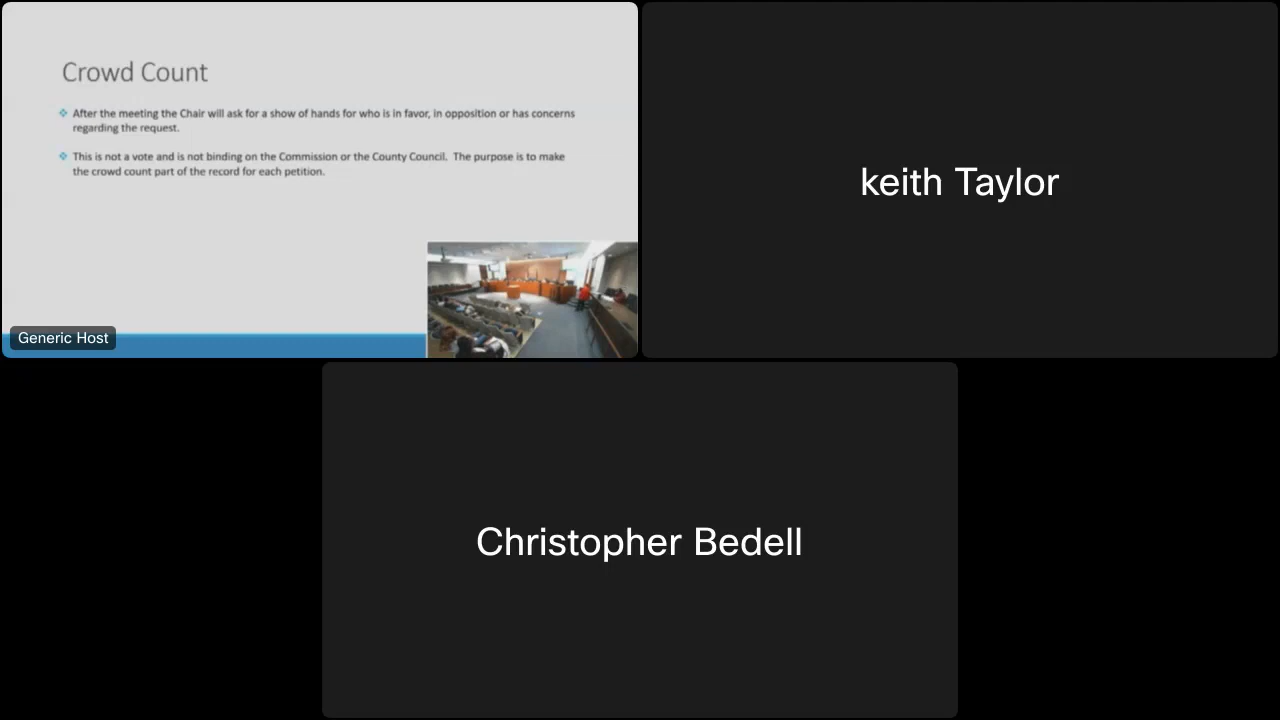 Crowd Count
After the meeting the Chair will ask for a show of hands for who is in favor, in opposition or has concerns
regarding the request.
This is not a vote and is not binding on the Commission or the County Council. The purpose is to make
the crowd count part of the record for each petition.
Generic Host
keith Taylor
Christopher Bedell